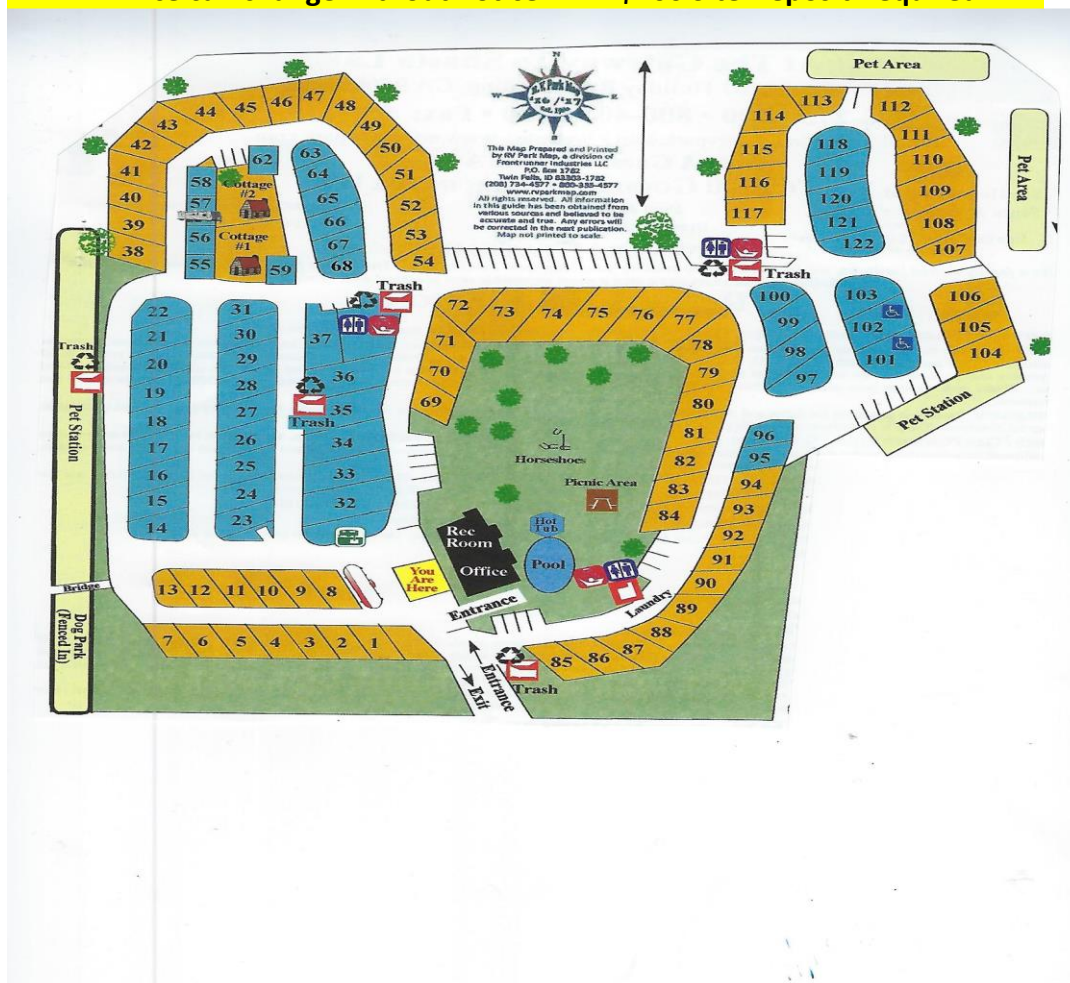 Pet Area
Pet Area
N
W
E
S
R.V. Park Map
'16 / '17
This Map Prepared and Printed
by RV Park Map, a division of
Frontrunner Industries LLC
P.O. Box 1782
Twin Falls, ID 83303-1782
(208) 734-4577 • 800-335-4577
www.rvparkmap.com
All rights reserved. All information
in this guide has been obtained from
various sources and believed to be
accurate and true. Any errors will
be corrected in the next publication.
Map not printed to scale.
38
39
40
41
42
43
44
45
46
47
48
49
50
51
52
53
54
62
58
57
56
55
59
Cottage
#2
Cottage
#1
63
64
65
66
67
68
113
114
115
116
117
112
111
110
109
108
107
118
119
120
121
122
Trash
106
105
104
103
102
101
100
99
98
97
Pet Station
Trash
22
21
20
19
18
17
16
15
14
31
30
29
28
27
26
25
24
23
Trash
37
36
35
34
33
32
Trash
72
73
74
75
76
77
78
79
80
81
82
83
84
71
70
69
Horseshoes
Picnic Area
Hot
Tub
Pool
Rec
Room
Office
You
Are
Here
Entrance
Laundry
96
95
94
93
92
91
90
89
88
87
86
85
Trash
Entrance
Exit
13
12
11
10
9
8
7
6
5
4
3
2
1
Pet Station
Bridge
Dog Park
(Fenced In)